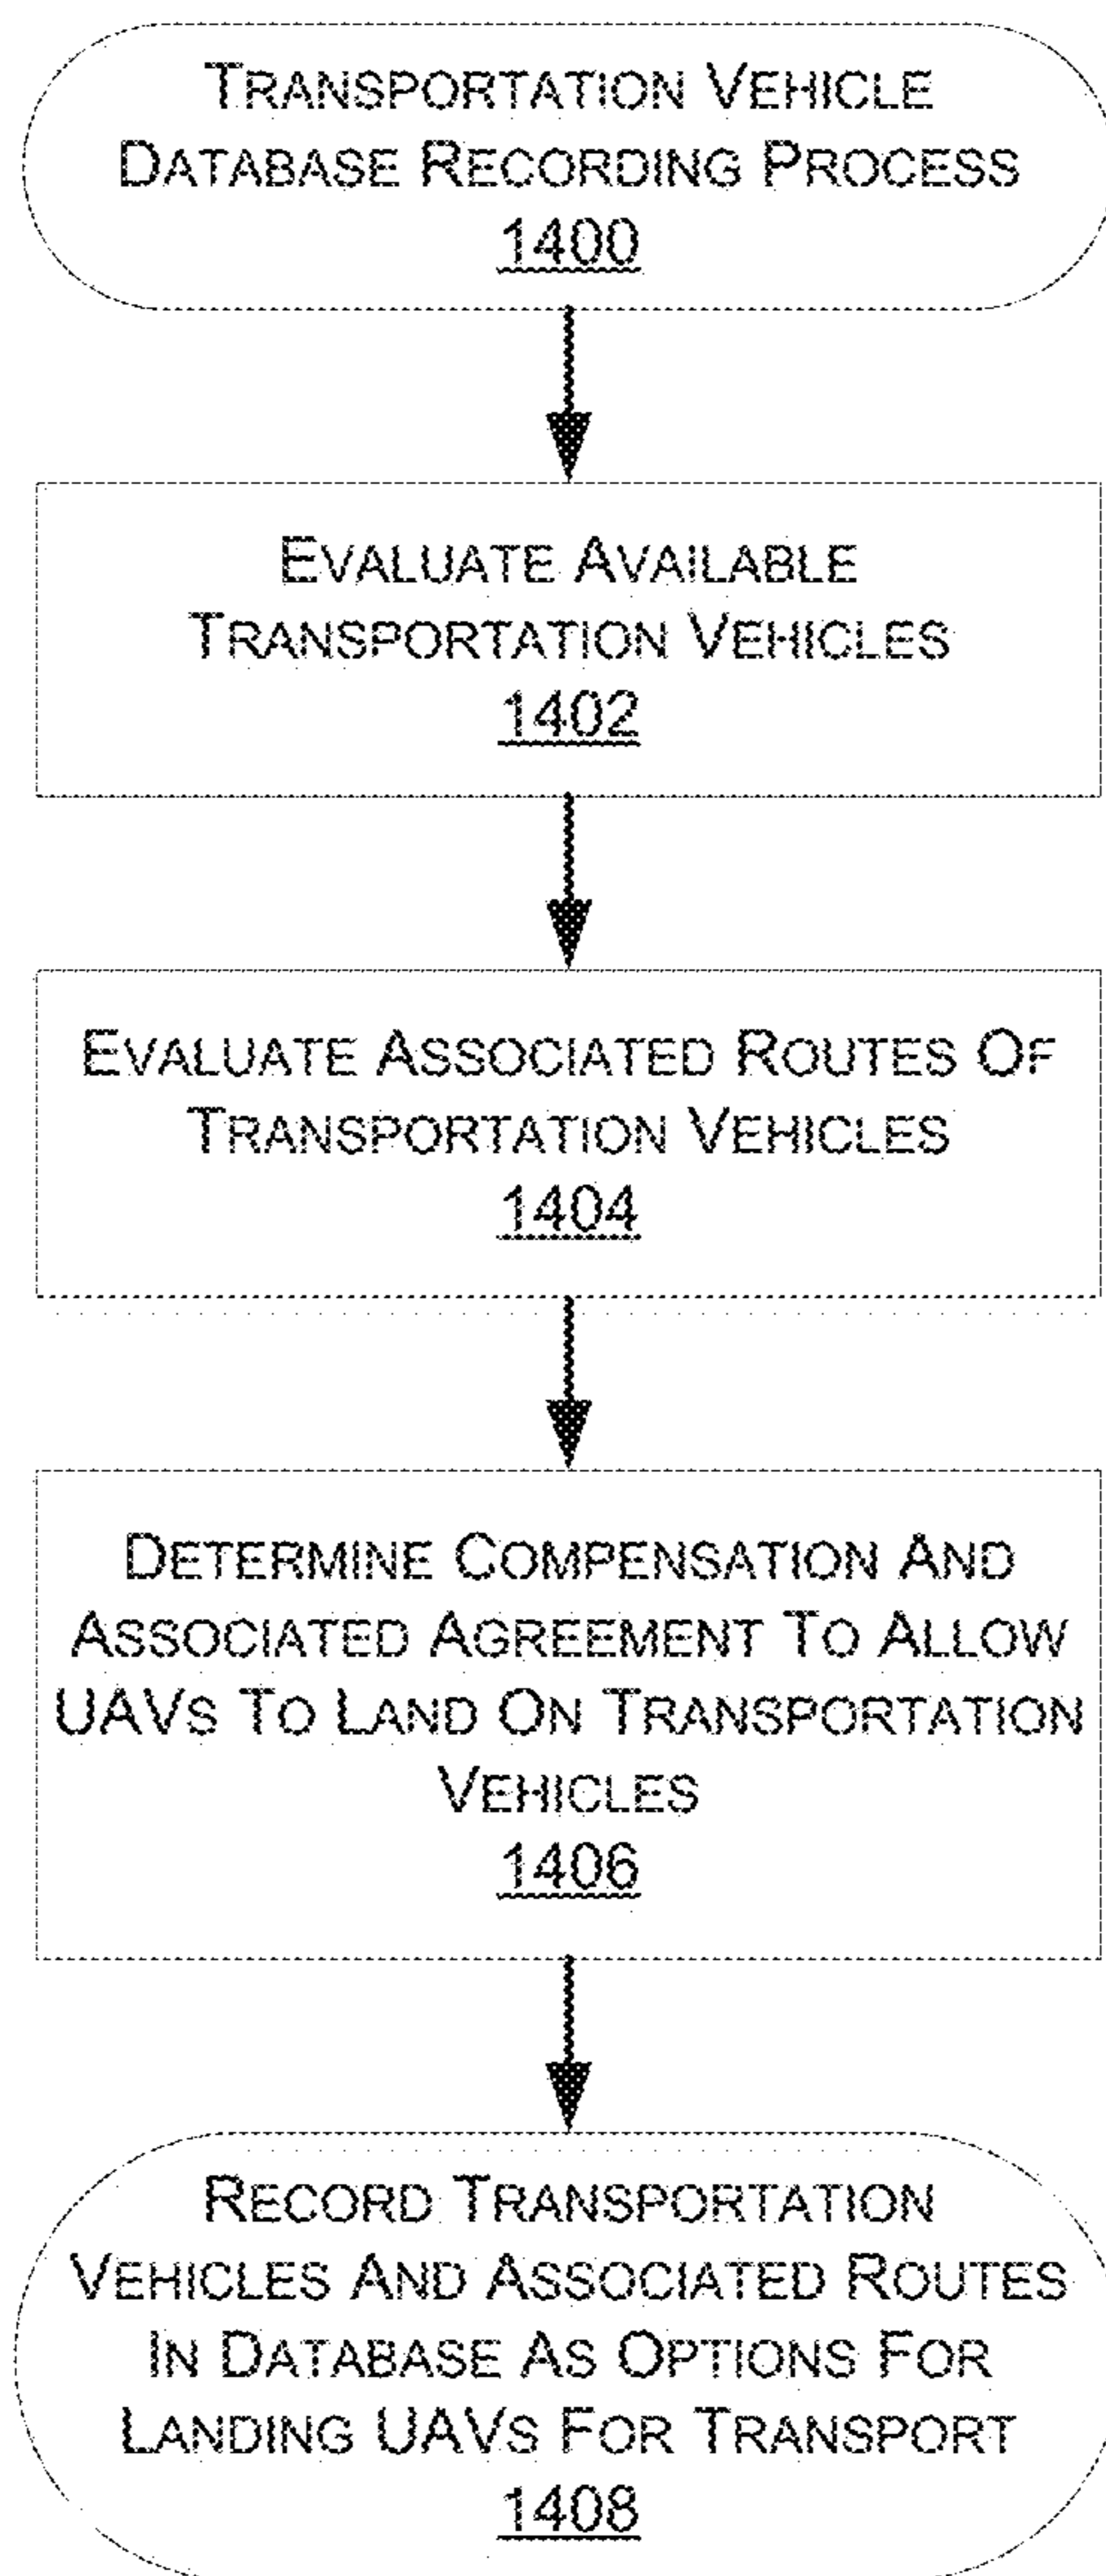 TRANSPORTATION VEHICLE
DATABASE RECORDING PROCESS
1400
EVALUATE AVAILABLE
TRANSPORTATION VEHICLES
1402
EVALUATE ASSOCIATED ROUTES OF
TRANSPORTATION VEHICLES
1404
DETERMINE COMPENSATION AND
ASSOCIATED AGREEMENT TO ALLOW
UAVS TO LAND ON TRANSPORTATION
VEHICLES
1406
RECORD TRANSPORTATION
VEHICLES AND ASSOCIATED ROUTES
IN DATABASE AS OPTIONS FOR
LANDING UAVS FOR TRANSPORT
1408